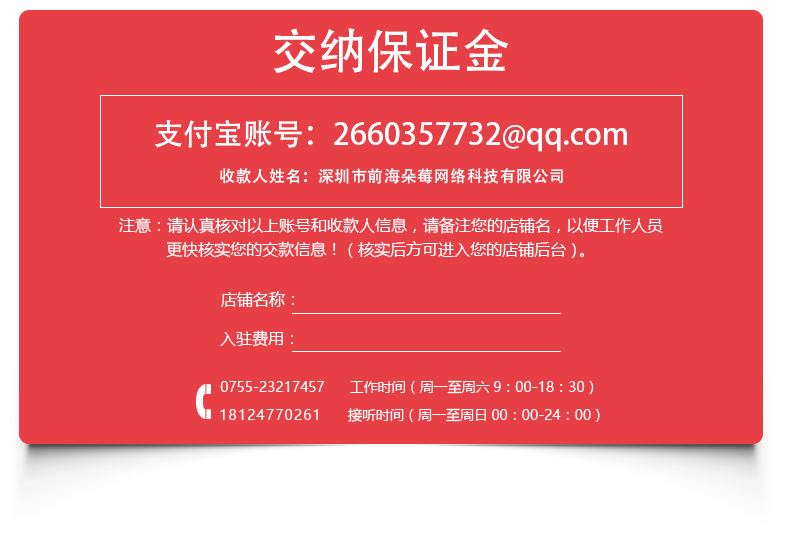 交纳保证金
支付宝账号：2660357732@qq.com
收款人姓名：深圳市前海朵莓网络科技有限公司
注意：请认真核对以上账号和收款人信息，请备注您的店铺名，以便工作人员
更快核实您的交款信息！( 核实后方可进入您的店铺后台 )。
店铺名称：
入驻费用：
0755-23217457 工作时间 ( 周一至周六 9：00-18：30 )
18124770261 接听时间 ( 周一至周日 00：00-24：00 )